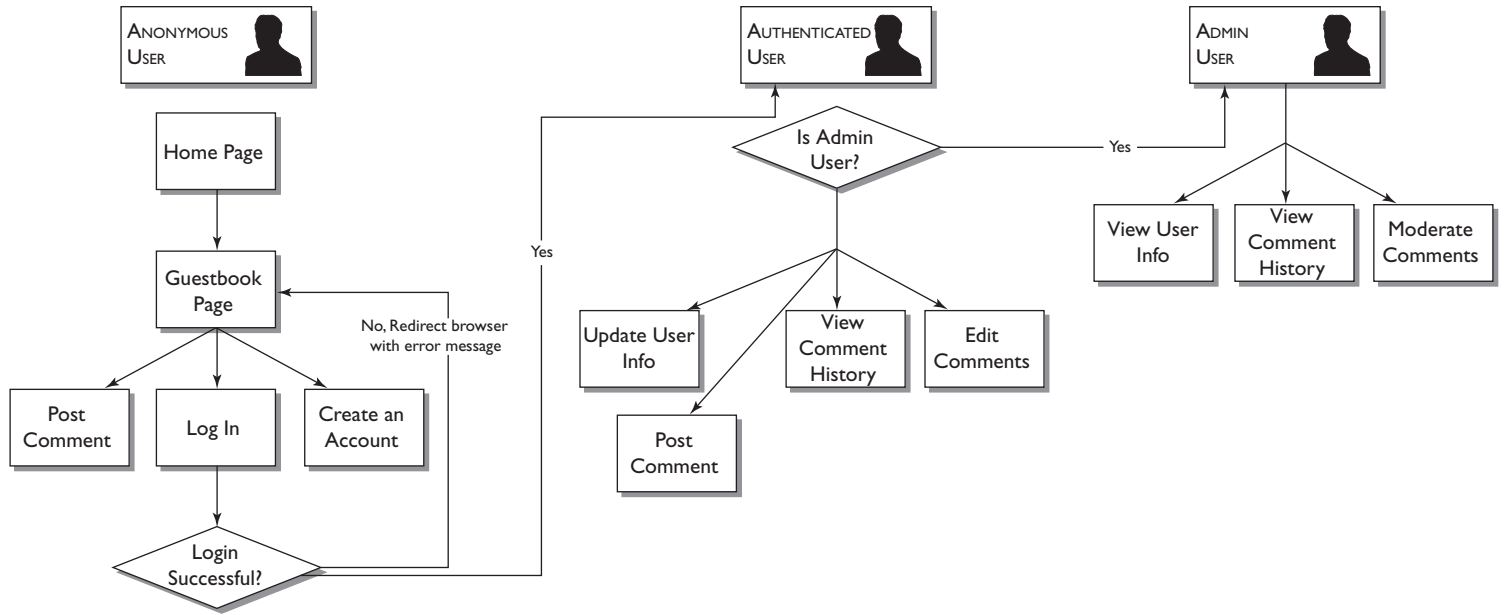 ANONYMOUS
USER
Home Page
Guestbook
Page
No, Redirect browser
with error message
Post
Comment
Log In
Create an
Account
Login
Successful?
Yes
AUTHENTICATED
USER
Is Admin
User?
Yes
Update User
Info
View
Comment
History
Edit
Comments
Post
Comment
ADMIN
USER
View User
Info
View
Comment
History
Moderate
Comments